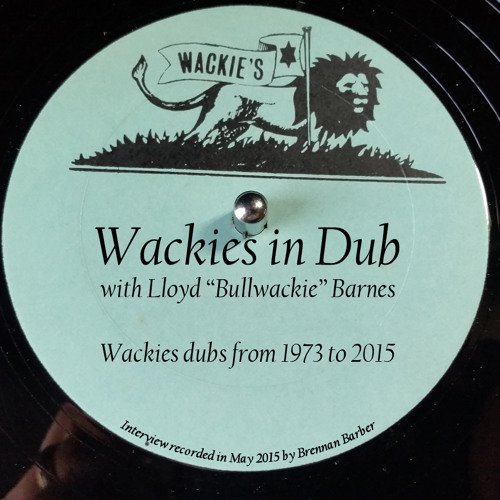 WACKIE'S
Wackies in Dub
with Lloyd “Bullwackie” Barnes
Wackies dubs from 1973 to 2015
Interview recorded in May 2015 by Brennan Barber